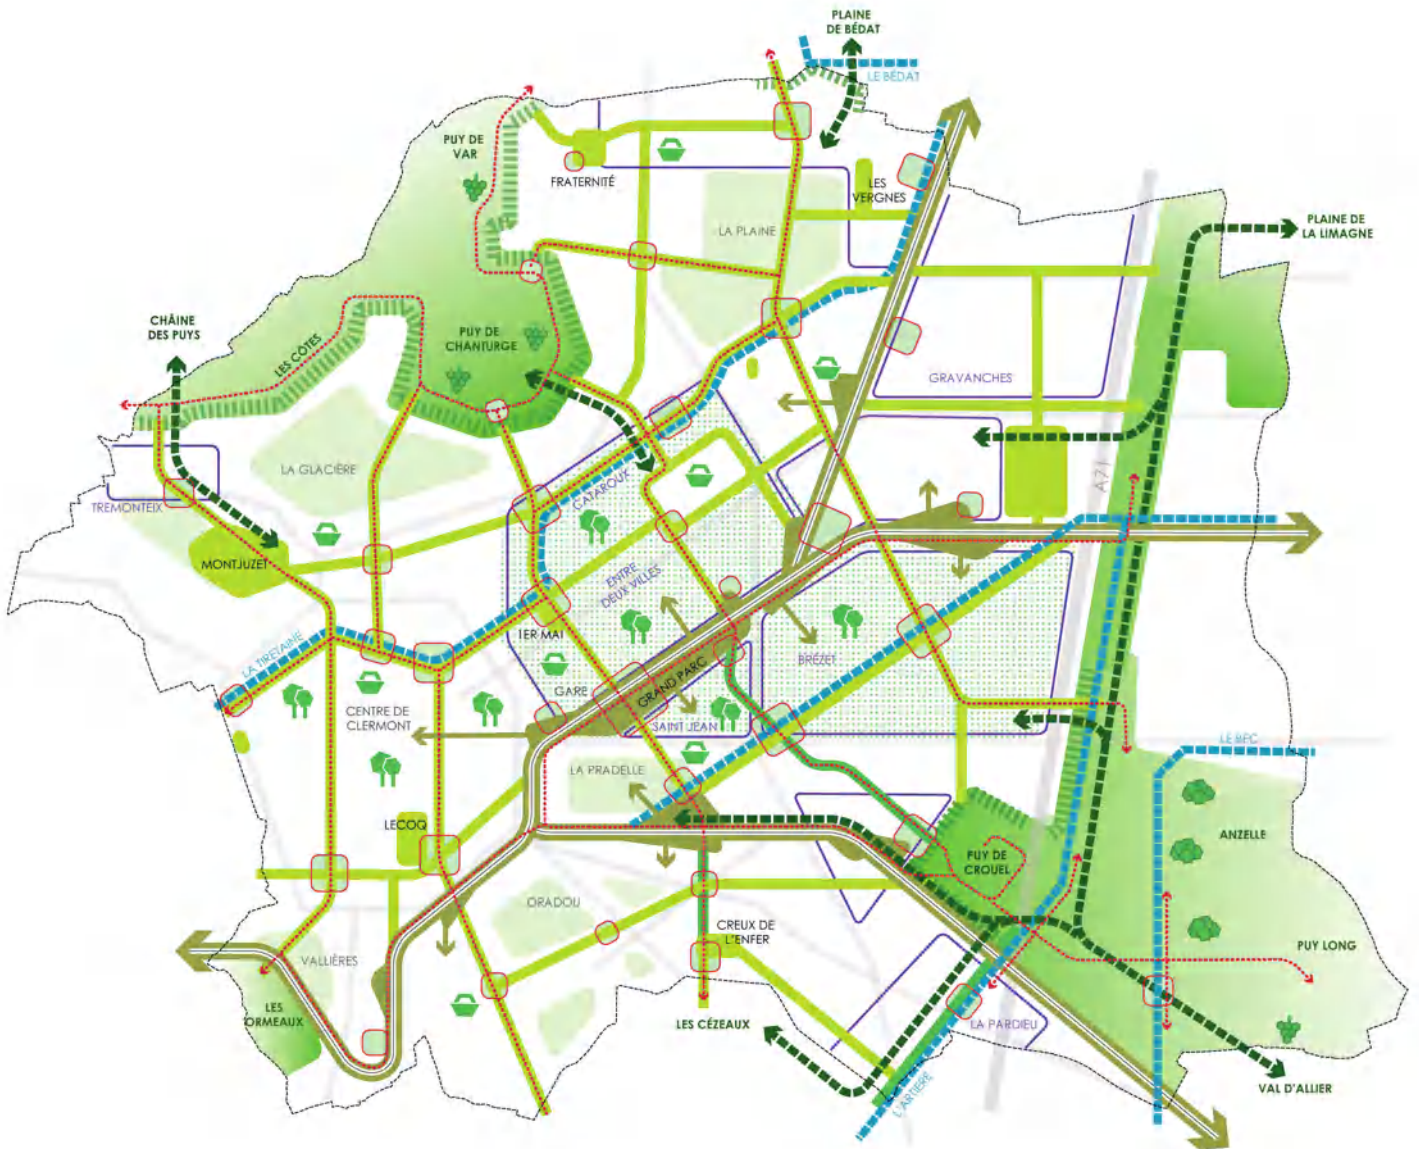 PLAINE
DE BÉDAT
LE BÉDAT
PUY DE
VAR
FRATERNITÉ
LES
VERGNES
LA PLAINE
PLAINE DE
LA LIMAGNE
CHÂINE
DES PUYS
LES CÔTES
PUY DE
CHANTURGE
GRAVANCHES
LA GLACIÈRE
CATAROUX
A71
TREMONTEIX
MONTJUZET
ENTRE
DEUX VILLES
1ER MAI
LA TIRETAINE
BRÉZET
GARE
GRAND PARC
CENTRE DE
CLERMONT
SAINT JEAN
LE BEC
LA PRADELLE
LECOQ
ANZELLE
PUY DE
CROUEL
ORADOU
CREUX DE
L'ENFER
PUY LONG
VALLIÈRES
LES
ORMEAUX
LES CÉZEAUX
LA PARDIEU
L'ARTIERE
VAL D'ALLIER